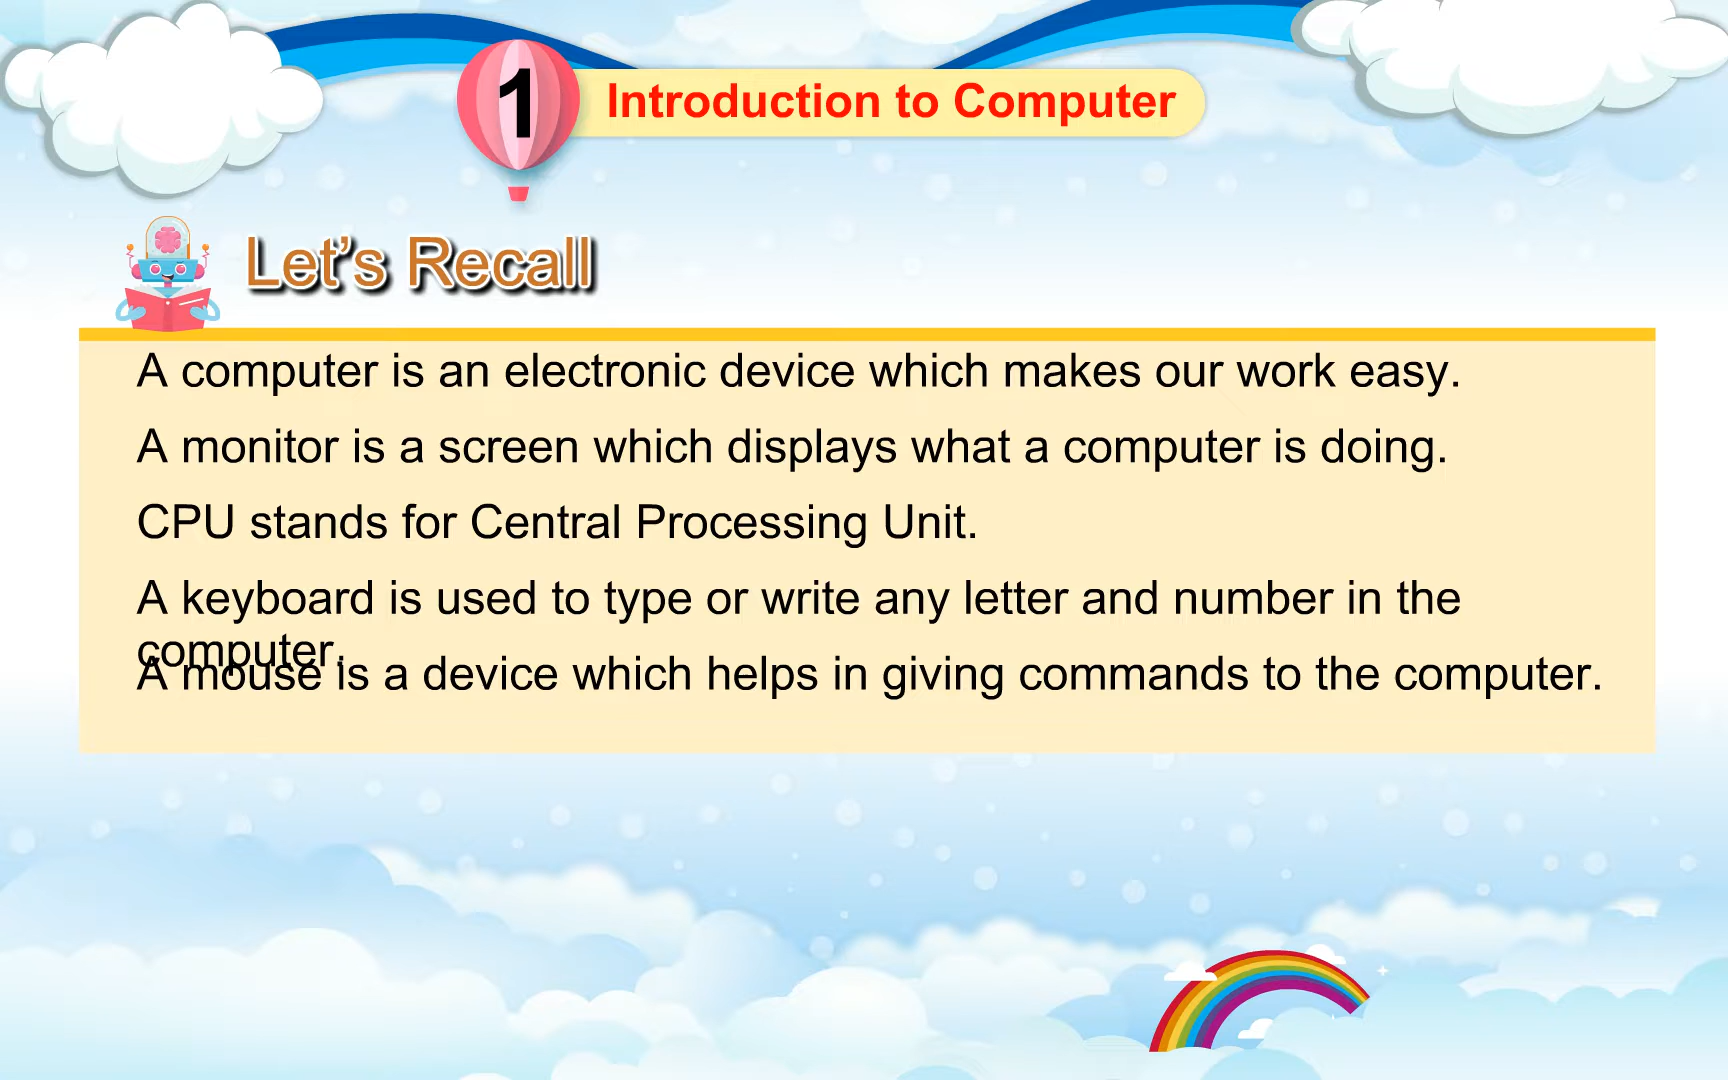 1
Introduction to Computer
Let’s Recall
A computer is an electronic device which makes our work easy.
A monitor is a screen which displays what a computer is doing.
CPU stands for Central Processing Unit.
A keyboard is used to type or write any letter and number in the
computer.
A mouse is a device which helps in giving commands to the computer.